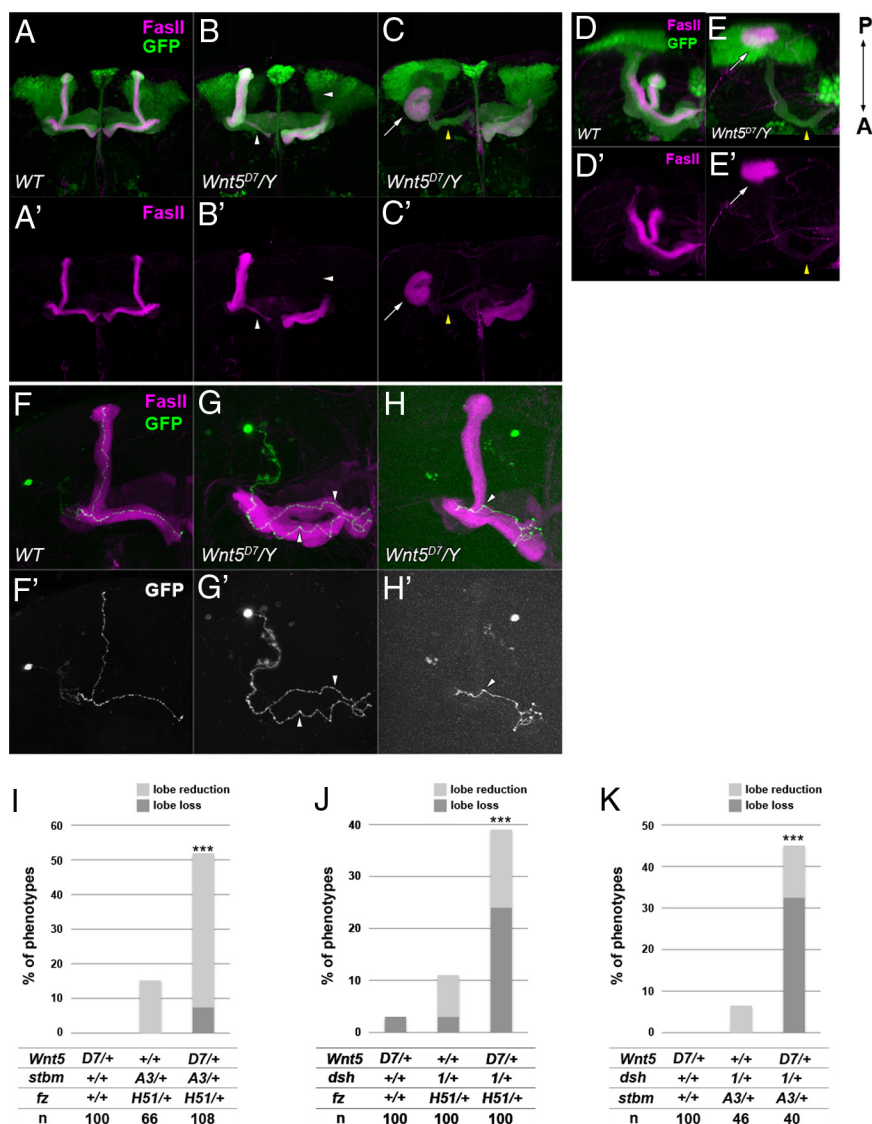 A
FasII
GFP
WT
B
Wnt5D7/Y
C
Wnt5D7/Y
D
FasII
GFP
WT
E
Wnt5D7/Y
P
A
A'
FasII
B'
C'
D'
FasII
E'
F
FasII
GFP
WT
G
Wnt5D7/Y
H
Wnt5D7/Y
F'
GFP
G'
H'
I
lobe reduction
lobe loss
% of phenotypes
60
50
40
30
20
10
0
***
Wnt5 D7/+ +/+ D7/+
stbm +/+ A3/+ A3/+
fz +/+ H51/+ H51/+
n 100 66 108
J
lobe reduction
lobe loss
% of phenotypes
40
30
20
10
0
***
Wnt5 D7/+ +/+ D7/+
dsh +/+ 1/+ 1/+
fz +/+ H51/+ H51/+
n 100 100 100
K
lobe reduction
lobe loss
% of phenotypes
50
40
30
20
10
0
***
Wnt5 D7/+ +/+ D7/+
dsh +/+ 1/+ 1/+
stbm +/+ A3/+ A3/+
n 100 46 40